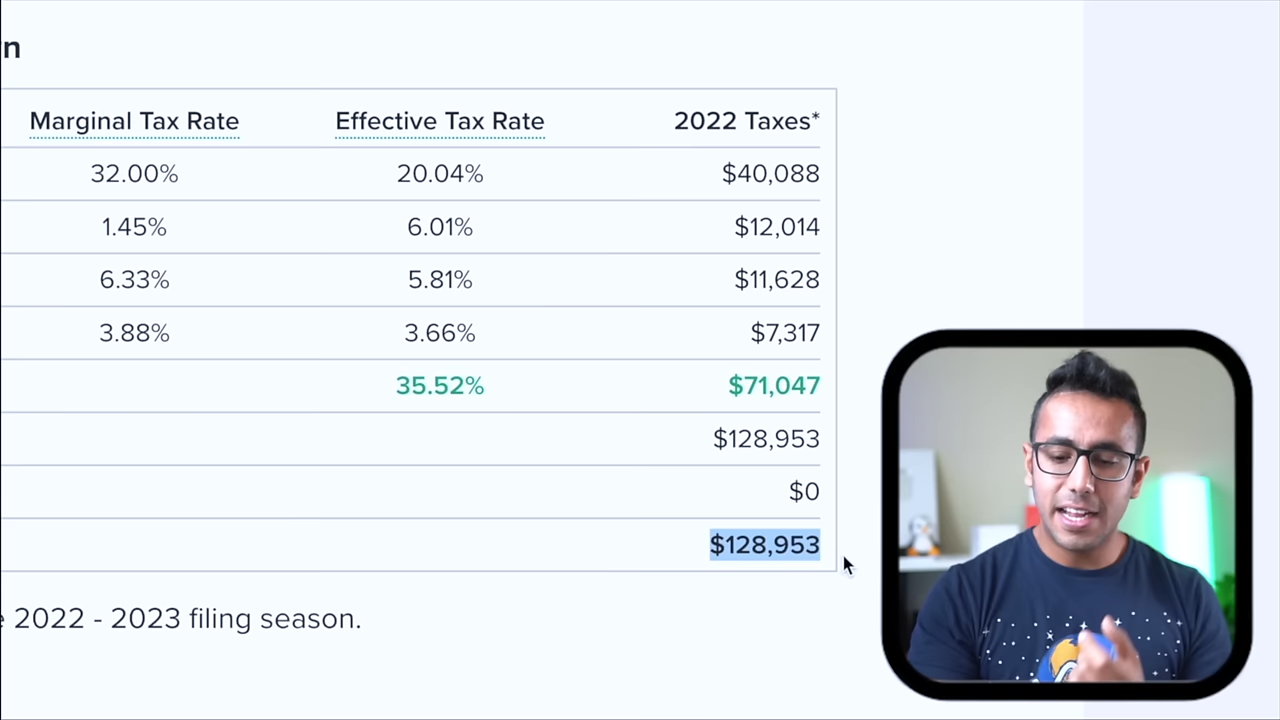 n
Marginal Tax Rate Effective Tax Rate 2022 Taxes*
32.00% 20.04% $40,088
1.45% 6.01% $12,014
6.33% 5.81% $11,628
3.88% 3.66% $7,317
35.52% $71,047
$128,953
$0
$128,953
e 2022 - 2023 filing season.